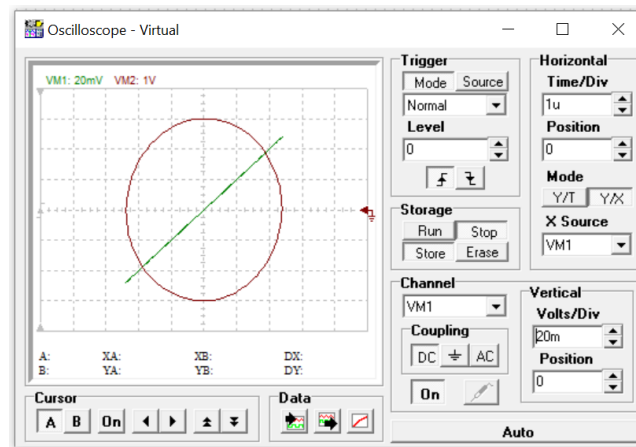 Oscilloscope - Virtual
VM1: 20mV VM2: 1V
A: XA: XB: DX:
B: YA: YB: DY:
Cursor
A B On
Data
Trigger
Mode Source
Normal
Level
0
Storage
Run Stop
Store Erase
Horizontal
Time/Div
1u
Position
0
Mode
Y/T Y/X
X Source
VM1
Channel
VM1
Coupling
DC AC
On
Vertical
Volts/Div
20m
Position
0
Auto